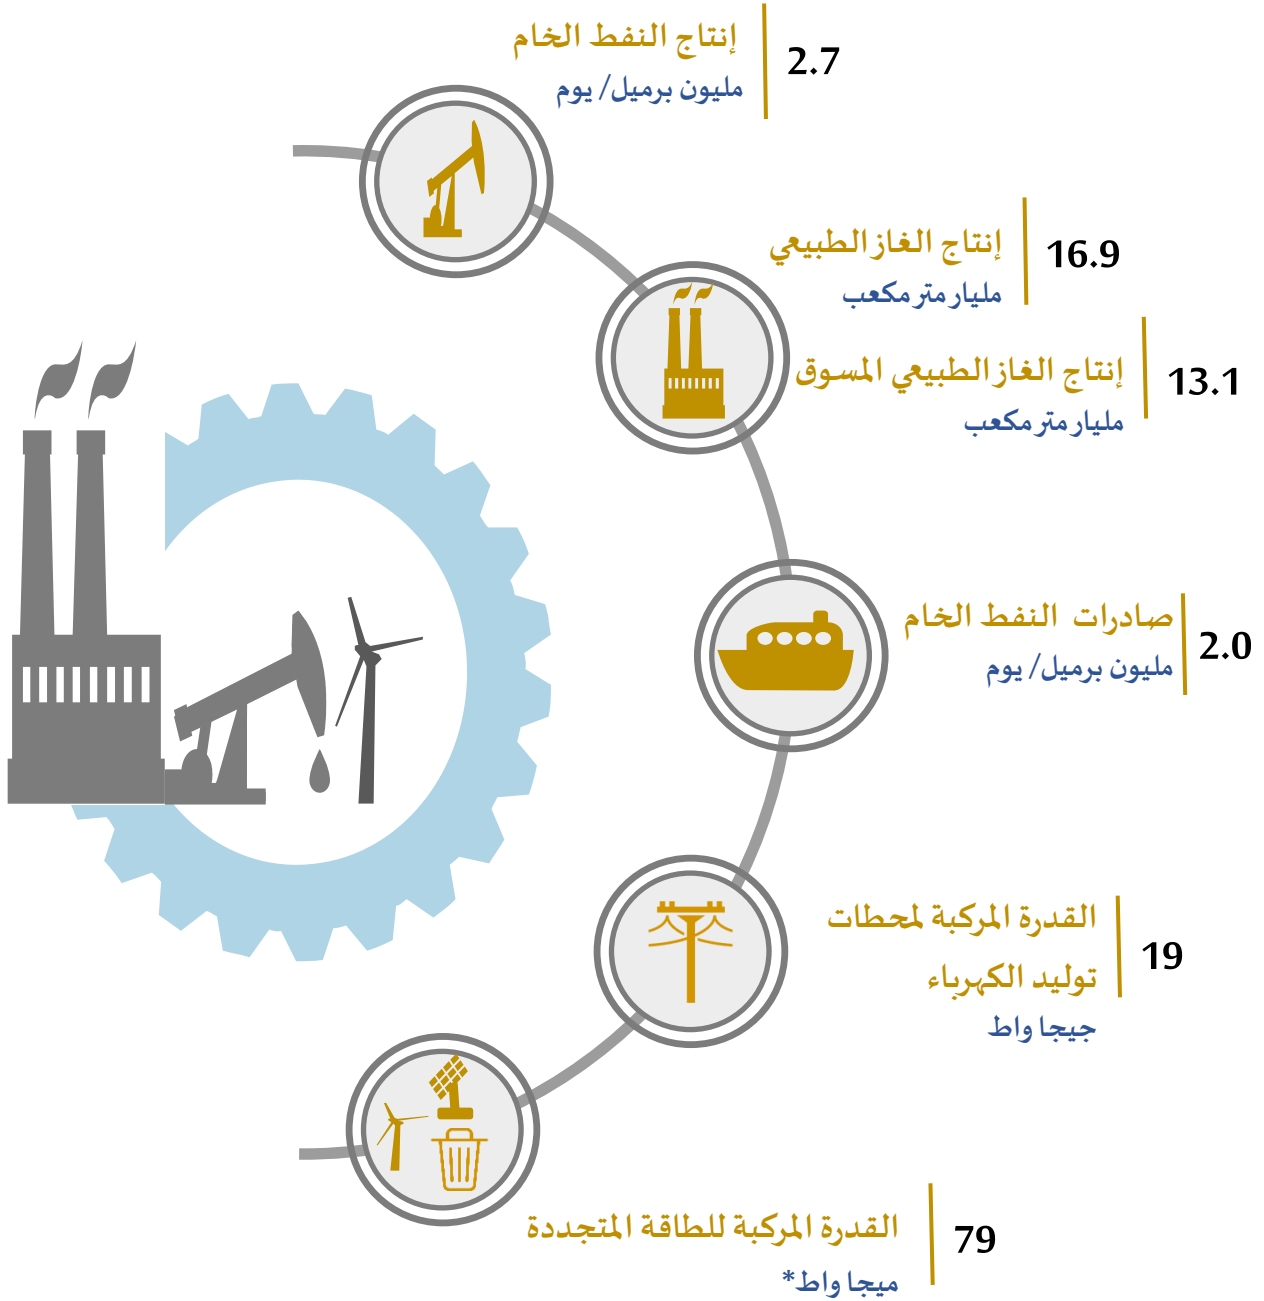 إنتاج النفط الخام
2.7
مليون برميل/ يوم
إنتاج الغاز الطبيعي
16.9
مليار متر مكعب
إنتاج الغاز الطبيعي المسوق
13.1
مليار متر مكعب
صادرات النفط الخام
2.0
مليون برميل/ يوم
القدرة المركبة لمحطات
توليد الكهرباء
19
جيجا واط
القدرة المركبة للطاقة المتجددة
79
ميجا واط*